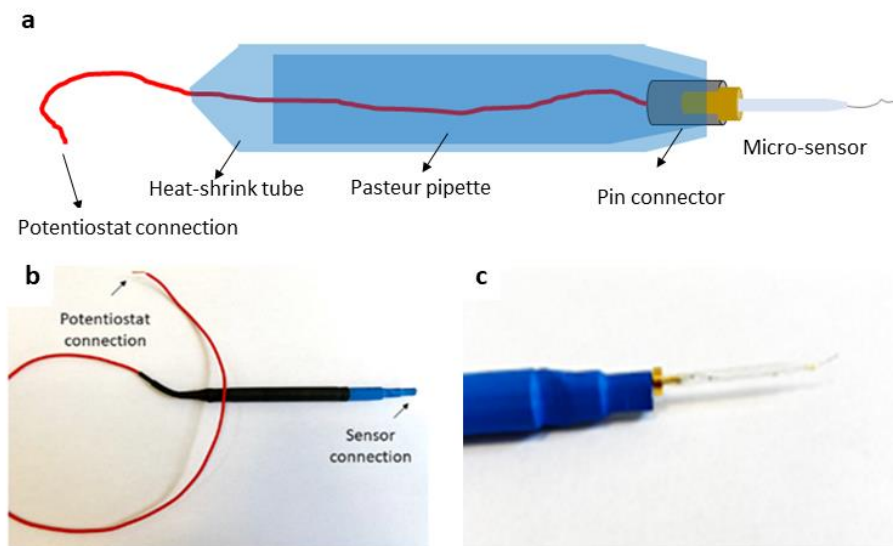 a
Micro-sensor
Heat-shrink tube
Pasteur pipette
Pin connector
Potentiostat connection
b
Potentiostat
connection
Sensor
connection
c